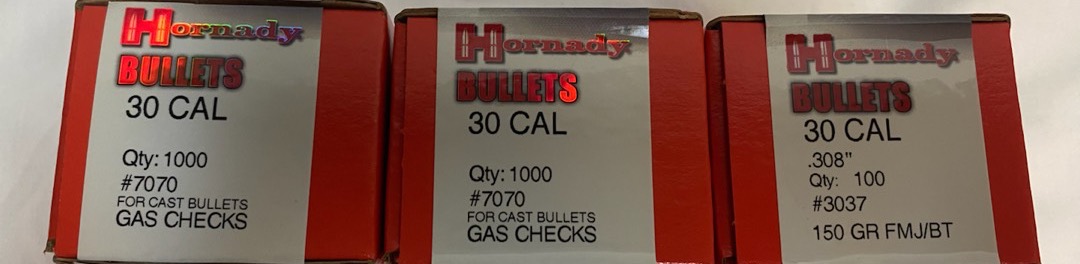 Hornady
BULLETS
30 CAL
Qty: 1000
#7070
FOR CAST BULLETS
GAS CHECKS
Hornady
BULLETS
30 CAL
Qty: 1000
#7070
FOR CAST BULLETS
GAS CHECKS
Hornady
BULLETS
30 CAL
.308"
Qty: 100
#3037
150 GR FMJ/BT